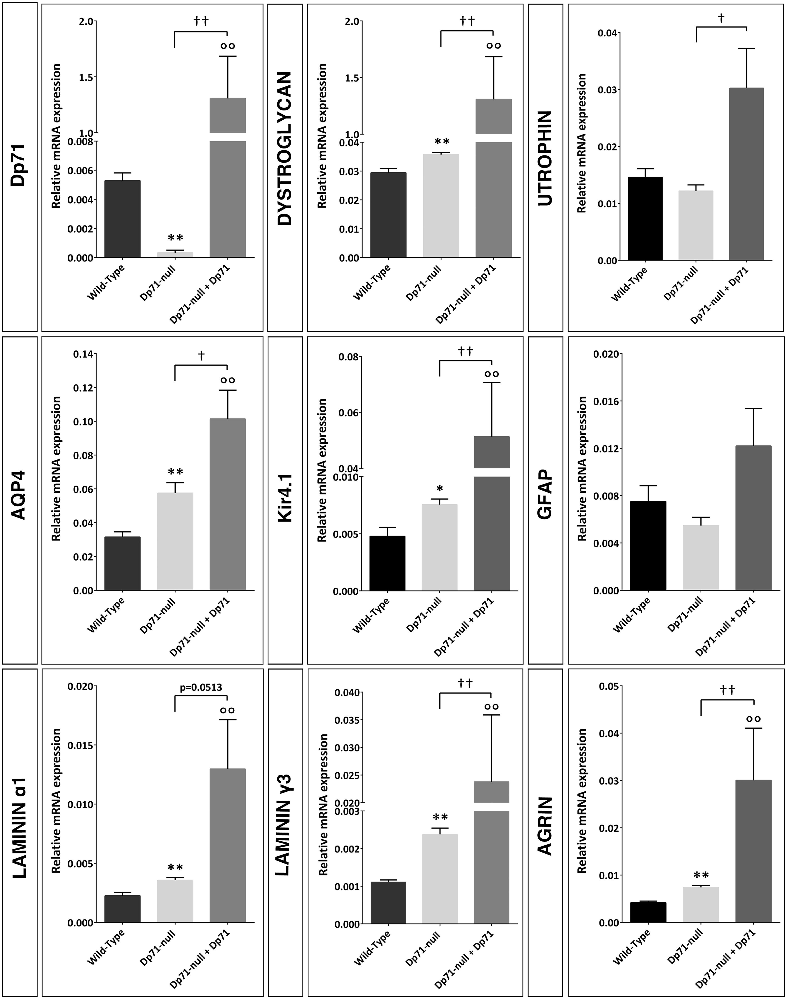 Dp71
Relative mRNA expression
2.0
1.5
1.0
0.008
0.006
0.004
0.002
0.000
††
°°
**
Wild-Type
Dp71-null
Dp71-null + Dp71
DYSTROGLYCAN
Relative mRNA expression
2.0
1.5
1.0
0.04
0.03
0.02
0.01
0.00
††
°°
**
Wild-Type
Dp71-null
Dp71-null + Dp71
UTROPHIN
Relative mRNA expression
0.04
0.03
0.02
0.01
0.00
†
Wild-Type
Dp71-null
Dp71-null + Dp71
AQP4
Relative mRNA expression
0.14
0.12
0.10
0.08
0.06
0.04
0.02
0.00
†
°°
**
Wild-Type
Dp71-null
Dp71-null + Dp71
Kir4.1
Relative mRNA expression
0.08
0.06
0.04
0.010
0.005
0.000
††
°°
*
Wild-Type
Dp71-null
Dp71-null + Dp71
GFAP
Relative mRNA expression
0.020
0.016
0.012
0.008
0.004
0.000
Wild-Type
Dp71-null
Dp71-null + Dp71
LAMININ α1
Relative mRNA expression
0.020
0.015
0.010
0.005
0.000
p=0.0513
°°
**
Wild-Type
Dp71-null
Dp71-null + Dp71
LAMININ γ3
Relative mRNA expression
0.040
0.035
0.030
0.025
0.020
0.003
0.002
0.001
0.000
††
°°
**
Wild-Type
Dp71-null
Dp71-null + Dp71
AGRIN
Relative mRNA expression
0.05
0.04
0.03
0.02
0.01
0.00
††
°°
**
Wild-Type
Dp71-null
Dp71-null + Dp71